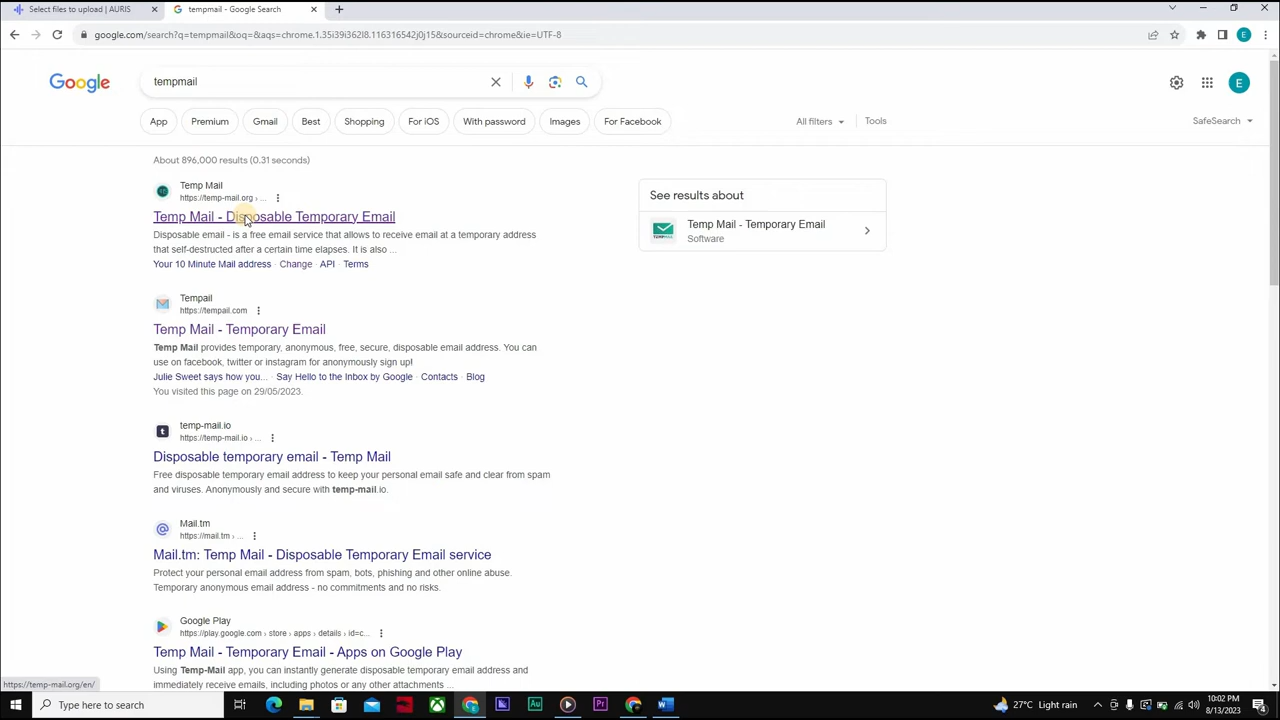 Select files to upload | AURIS
tempmail - Google Search
google.com/search?q=tempmail&oq=&aqs=chrome.1.35i39i362l8.116316542j0j15&sourceid=chrome&ie=UTF-8
E
Google
tempmail
E
App
Premium
Gmail
Best
Shopping
For iOS
With password
Images
For Facebook
All filters
Tools
SafeSearch
About 896,000 results (0.31 seconds)
Temp Mail
https://temp-mail.org › ...
Temp Mail - Disposable Temporary Email
Disposable email - is a free email service that allows to receive email at a temporary address
that self-destructed after a certain time elapses. It is also ...
Your 10 Minute Mail address · Change · API · Terms
See results about
Temp Mail - Temporary Email
Software
Tempail
https://tempail.com
Temp Mail - Temporary Email
Temp Mail provides temporary, anonymous, free, secure, disposable email address. You can
use on facebook, twitter or instagram for anonymously sign up!
Julie Sweet says how you... · Say Hello to the Inbox by Google · Contacts · Blog
You visited this page on 29/05/2023.
t
temp-mail.io
https://temp-mail.io › ...
Disposable temporary email - Temp Mail
Free disposable temporary email address to keep your personal email safe and clear from spam
and viruses. Anonymously and secure with temp-mail.io.
@
Mail.tm
https://mail.tm › ...
Mail.tm: Temp Mail - Disposable Temporary Email service
Protect your personal email address from spam, bots, phishing and other online abuse.
Temporary anonymous email address - no commitments and no risks.
Google Play
https://play.google.com › store › apps › details › id=c...
Temp Mail - Temporary Email - Apps on Google Play
Using Temp-Mail app, you can instantly generate disposable temporary email address and
immediately receive emails, including photos or any other attachments ...
https://temp-mail.org/en/
Type here to search
Au
Pr
27°C Light rain
10:02 PM
8/13/2023